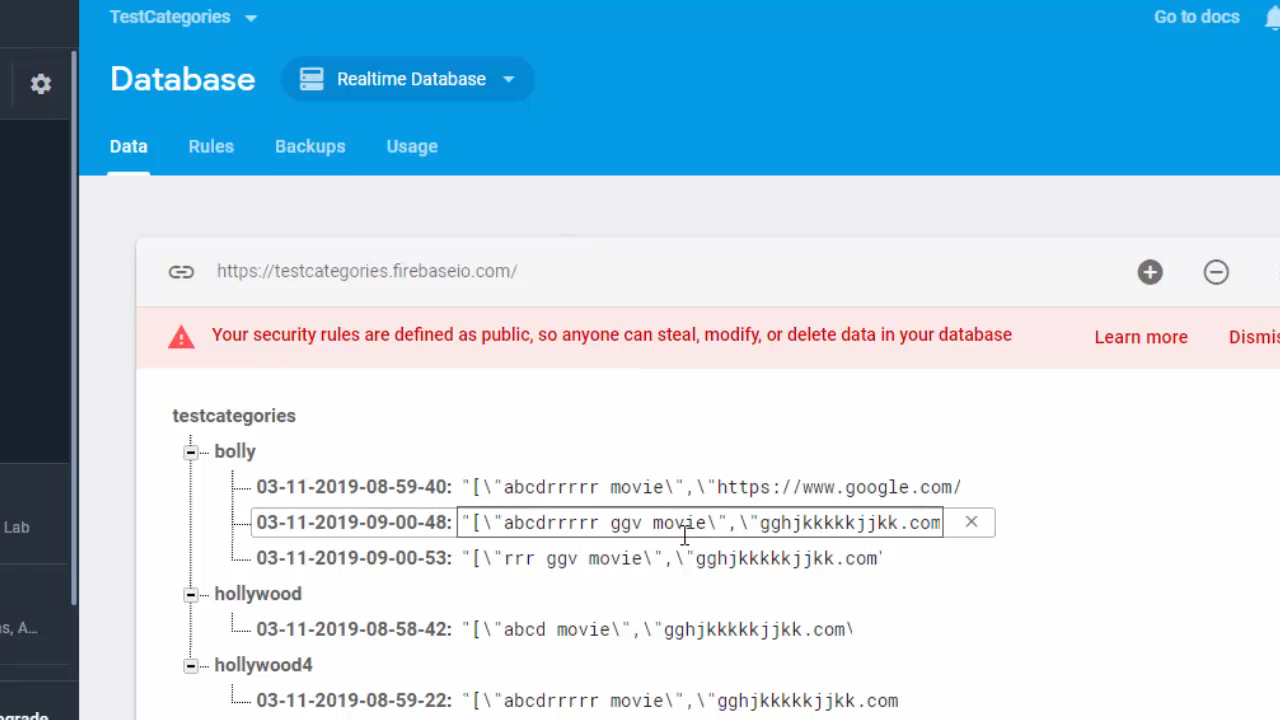 TestCategories
Go to docs
Database
Realtime Database
Data
Rules
Backups
Usage
https://testcategories.firebaseio.com/
Your security rules are defined as public, so anyone can steal, modify, or delete data in your database
Learn more
Dismis
testcategories
bolly
03-11-2019-08-59-40: "[\"abcdrrrrr movie\",\"https://www.google.com/
03-11-2019-09-00-48: "[\"abcdrrrrr ggv movie\",\"gghjkkkkkjjkk.com
03-11-2019-09-00-53: "[\"rrr ggv movie\",\"gghjkkkkkjjkk.com'
hollywood
03-11-2019-08-58-42: "[\"abcd movie\",\"gghjkkkkkjjkk.com\
hollywood4
03-11-2019-08-59-22: "[\"abcdrrrrr movie\",\"gghjkkkkkjjkk.com
Lab
s, A...
grade